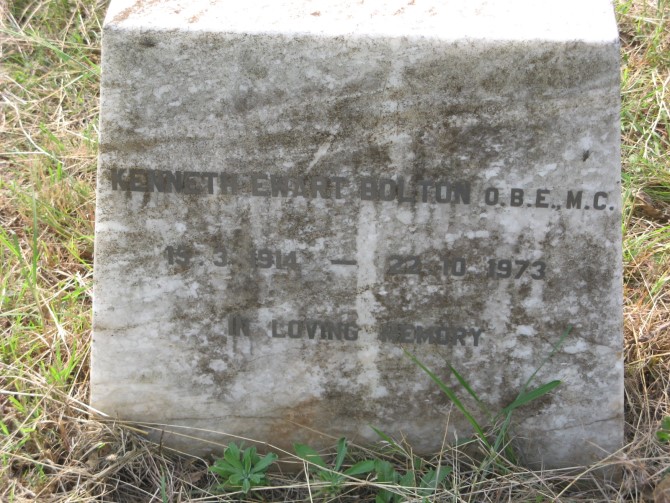 KENNETH EWART BOLTON O.B.E., M.C.
19. 3. 1914 — 22. 10. 1973
IN LOVING MEMORY